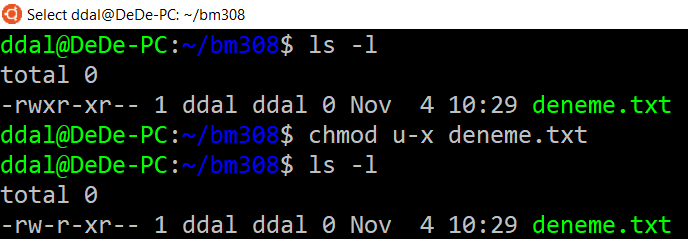 Select ddal@DeDe-PC: ~/bm308
ddal@DeDe-PC:~/bm308$ ls -l
total 0
-rwxr-xr-- 1 ddal ddal 0 Nov  4 10:29 deneme.txt
ddal@DeDe-PC:~/bm308$ chmod u-x deneme.txt
ddal@DeDe-PC:~/bm308$ ls -l
total 0
-rw-r-xr-- 1 ddal ddal 0 Nov  4 10:29 deneme.txt